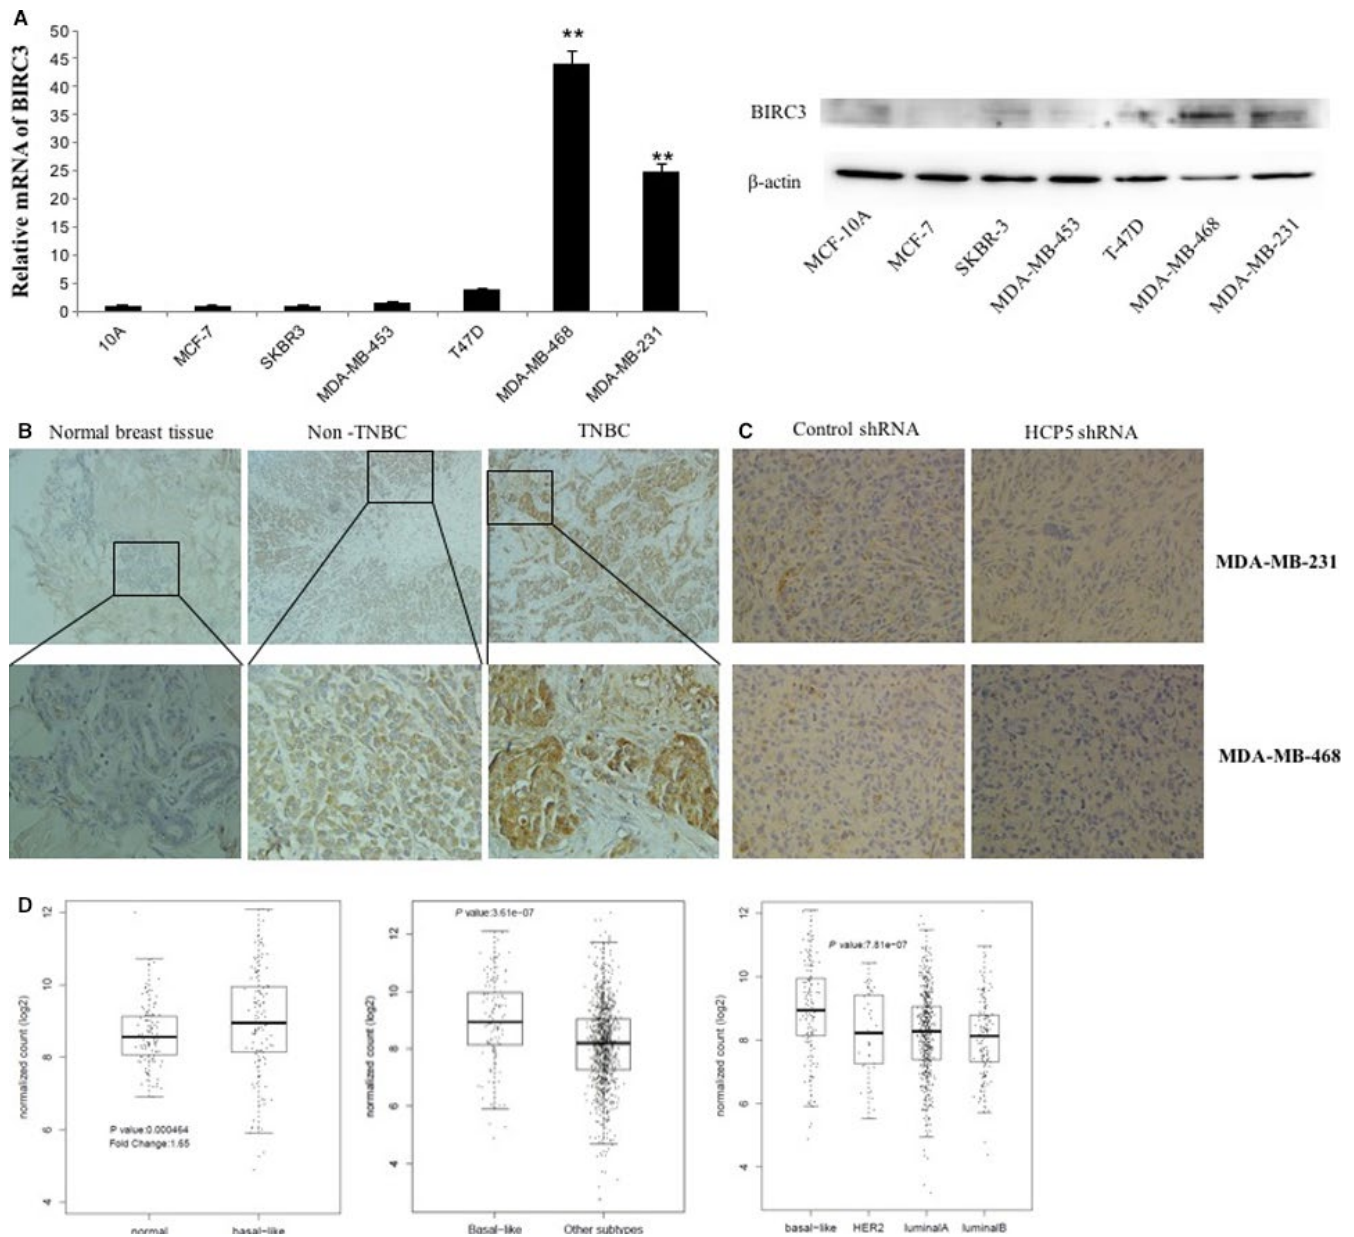 A
Relative mRNA of BIRC3
50
45
40
35
30
25
20
15
10
5
0
**
**
10A
MCF-7
SKBR3
MDA-MB-453
T47D
MDA-MB-468
MDA-MB-231
BIRC3
β-actin
MCF-10A
MCF-7
SKBR-3
MDA-MB-453
T-47D
MDA-MB-468
MDA-MB-231
B
Normal breast tissue
Non -TNBC
TNBC
C
Control shRNA
HCP5 shRNA
MDA-MB-231
MDA-MB-468
D
normalized count (log2)
12
10
8
6
4
P value:0.000464
Fold Change:1.65
normal
basal-like
normalized count (log2)
12
10
8
6
4
P value:3.61e-07
Basal-like
Other subtypes
normalized count (log2)
12
10
8
6
4
P value:7.81e-07
basal-like
HER2
luminalA
luminalB